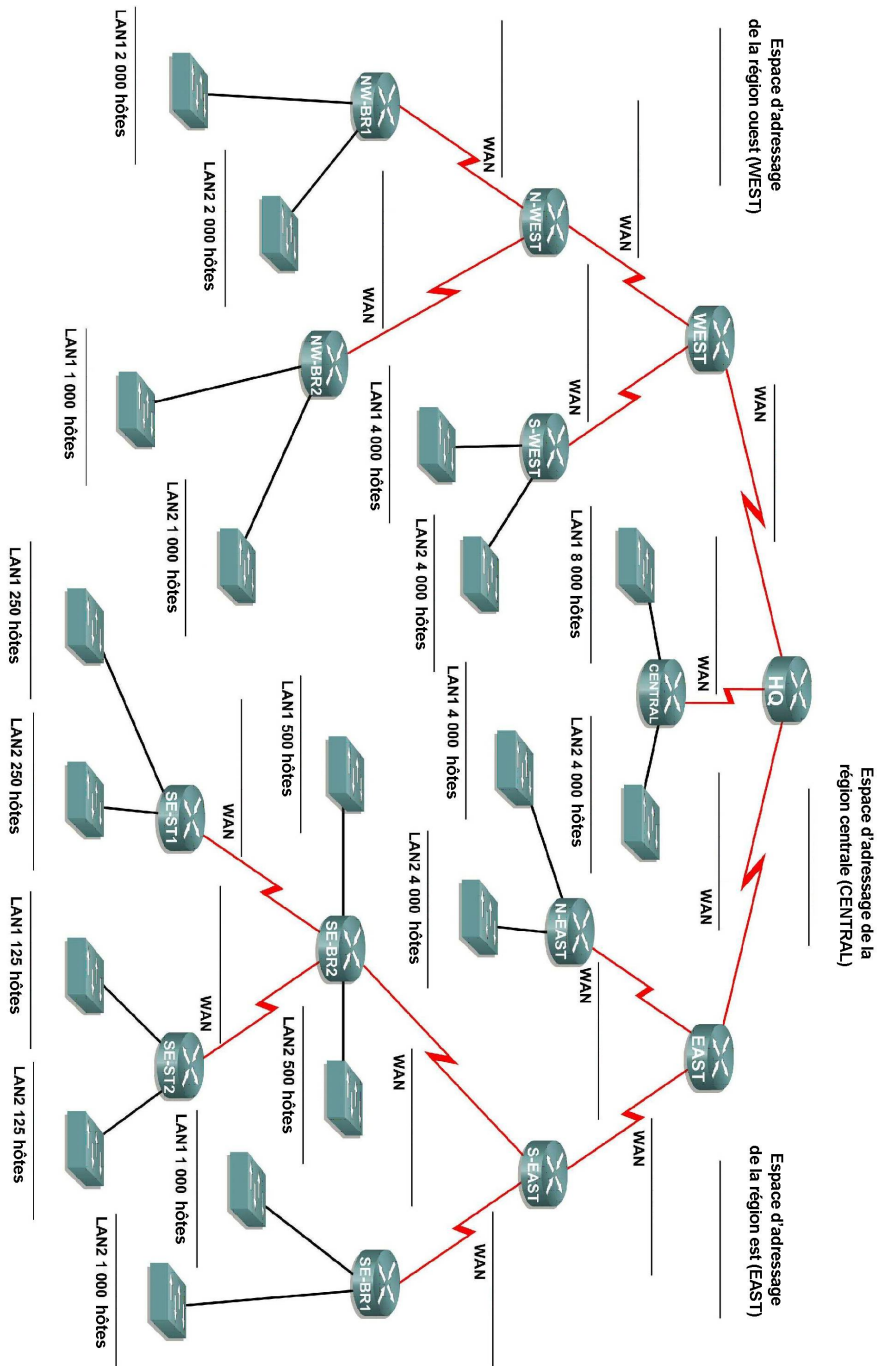 Espace d'adressage de la
région centrale (CENTRAL)
Espace d'adressage
de la région ouest (WEST)
Espace d'adressage
de la région est (EAST)
HQ
WAN
WAN
WAN
WEST
CENTRAL
EAST
LAN1 8 000 hôtes
LAN2 4 000 hôtes
WAN
WAN
WAN
WAN
N-WEST
S-WEST
N-EAST
S-EAST
LAN1 4 000 hôtes
LAN2 4 000 hôtes
LAN1 4 000 hôtes
LAN2 4 000 hôtes
WAN
WAN
WAN
WAN
NW-BR1
NW-BR2
SE-BR2
SE-BR1
LAN1 2 000 hôtes
LAN2 2 000 hôtes
LAN1 1 000 hôtes
LAN2 1 000 hôtes
LAN1 500 hôtes
LAN2 500 hôtes
LAN1 1 000 hôtes
LAN2 1 000 hôtes
WAN
WAN
SE-ST1
SE-ST2
LAN1 250 hôtes
LAN2 250 hôtes
LAN1 125 hôtes
LAN2 125 hôtes